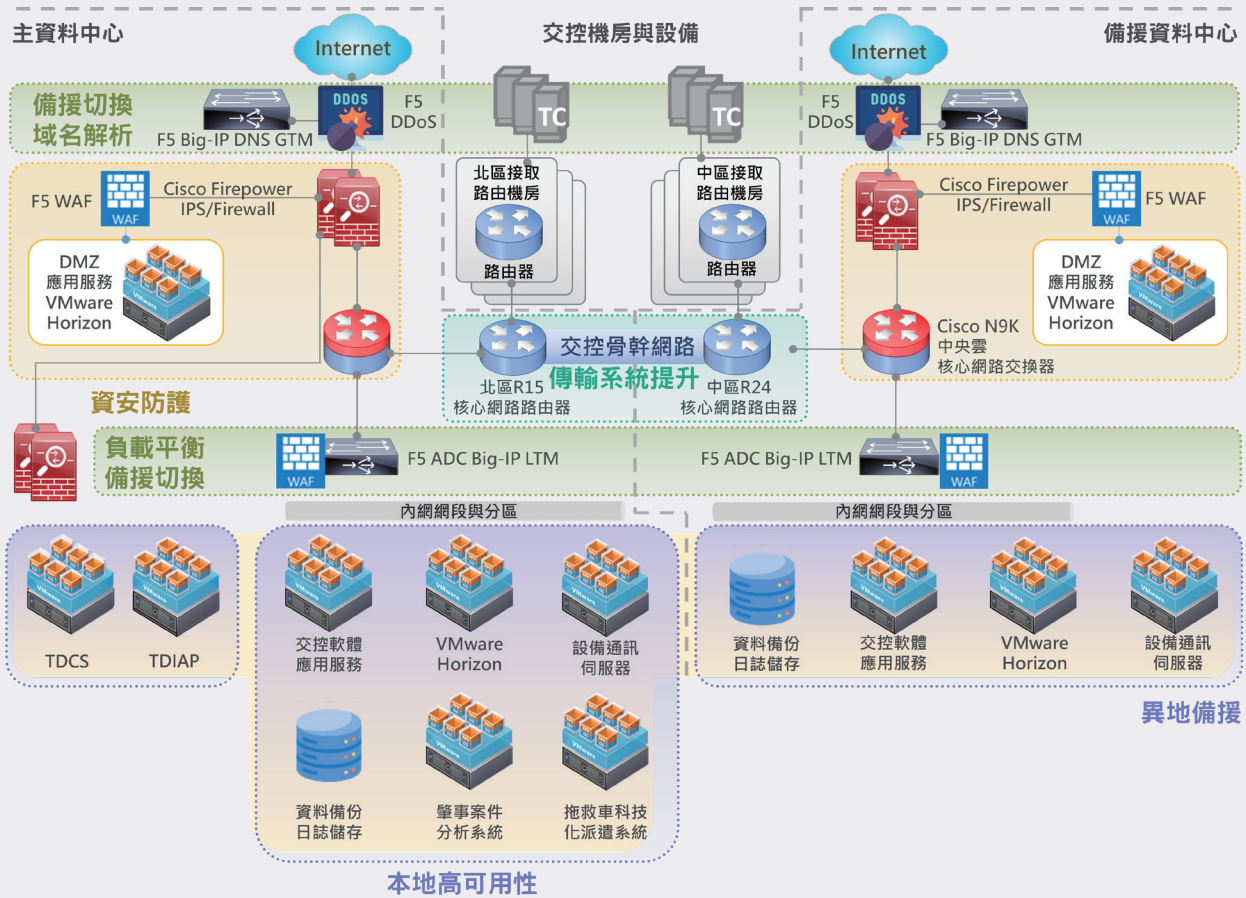 主資料中心
交控機房與設備
備援資料中心
Internet
Internet
備援切換
域名解析
F5 Big-IP DNS GTM
DDOS
F5
DDoS
TC
TC
F5
DDoS
DDOS
F5 Big-IP DNS GTM
F5 WAF
WAF
Cisco Firepower
IPS/Firewall
DMZ
應用服務
VMware
Horizon
VMware
北區接取
路由機房
路由器
中區接取
路由機房
路由器
Cisco Firepower
IPS/Firewall
WAF
F5 WAF
DMZ
應用服務
VMware
Horizon
VMware
交控骨幹網路
傳輸系統提升
北區R15
核心網路路由器
中區R24
核心網路路由器
Cisco N9K
中央雲
核心網路交換器
資安防護
負載平衡
備援切換
WAF
F5 ADC Big-IP LTM
F5 ADC Big-IP LTM
WAF
內網網段與分區
內網網段與分區
VMware
TDCS
VMware
TDIAP
VMware
交控軟體
應用服務
VMware
VMware
Horizon
VMware
設備通訊
伺服器
資料備份
日誌儲存
VMware
交控軟體
應用服務
VMware
VMware
Horizon
VMware
設備通訊
伺服器
資料備份
日誌儲存
VMware
肇事案件
分析系統
VMware
拖救車科技
化派遣系統
異地備援
本地高可用性